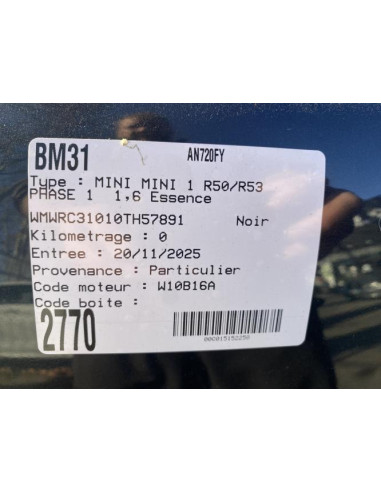 BM31 AN720FY
Type : MINI MINI 1 R50/R53
PHASE 1 1,6 Essence
WMWRC31010TH57891 Noir
Kilometrage : 0
Entree : 20/11/2025
Provenance : Particulier
Code moteur : W10B16A
Code boite :
2770
00C015152259